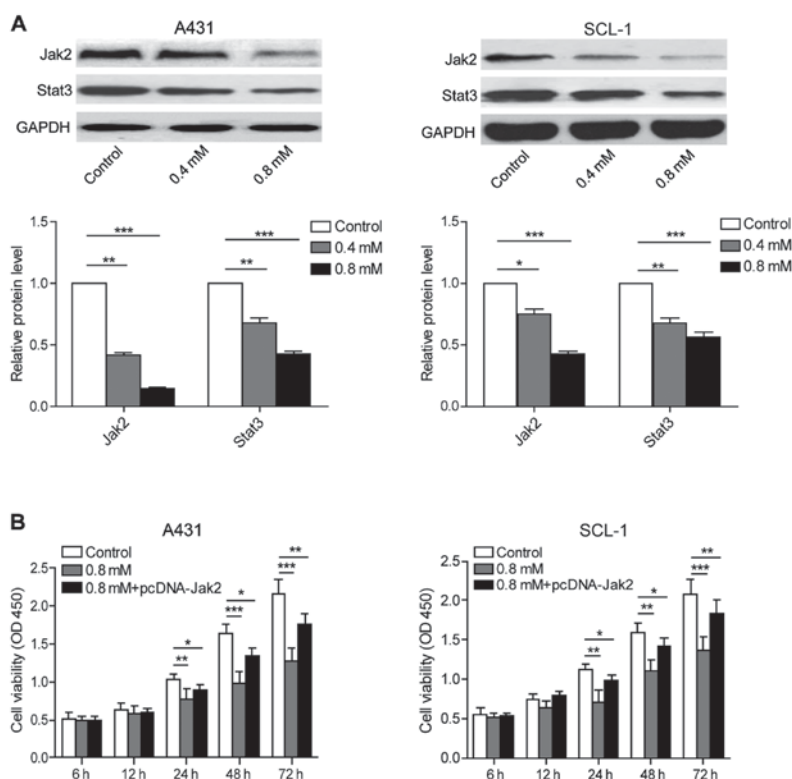 A
A431
Jak2
Stat3
GAPDH
Control
0.4 mM
0.8 mM
SCL-1
Jak2
Stat3
GAPDH
Control
0.4 mM
0.8 mM
Relative protein level
1.5
1.0
0.5
0.0
***
**
***
**
Control
0.4 mM
0.8 mM
Jak2
Stat3
Relative protein level
1.5
1.0
0.5
0.0
***
*
***
**
Control
0.4 mM
0.8 mM
Jak2
Stat3
B
A431
Control
0.8 mM
0.8 mM+pcDNA-Jak2
Cell viability (OD 450)
2.5
2.0
1.5
1.0
0.5
0.0
*
**
*
***
**
***
6 h
12 h
24 h
48 h
72 h
SCL-1
Control
0.8 mM
0.8 mM+pcDNA-Jak2
Cell viability (OD 450)
2.5
2.0
1.5
1.0
0.5
0.0
*
**
*
**
**
***
6 h
12 h
24 h
48 h
72 h